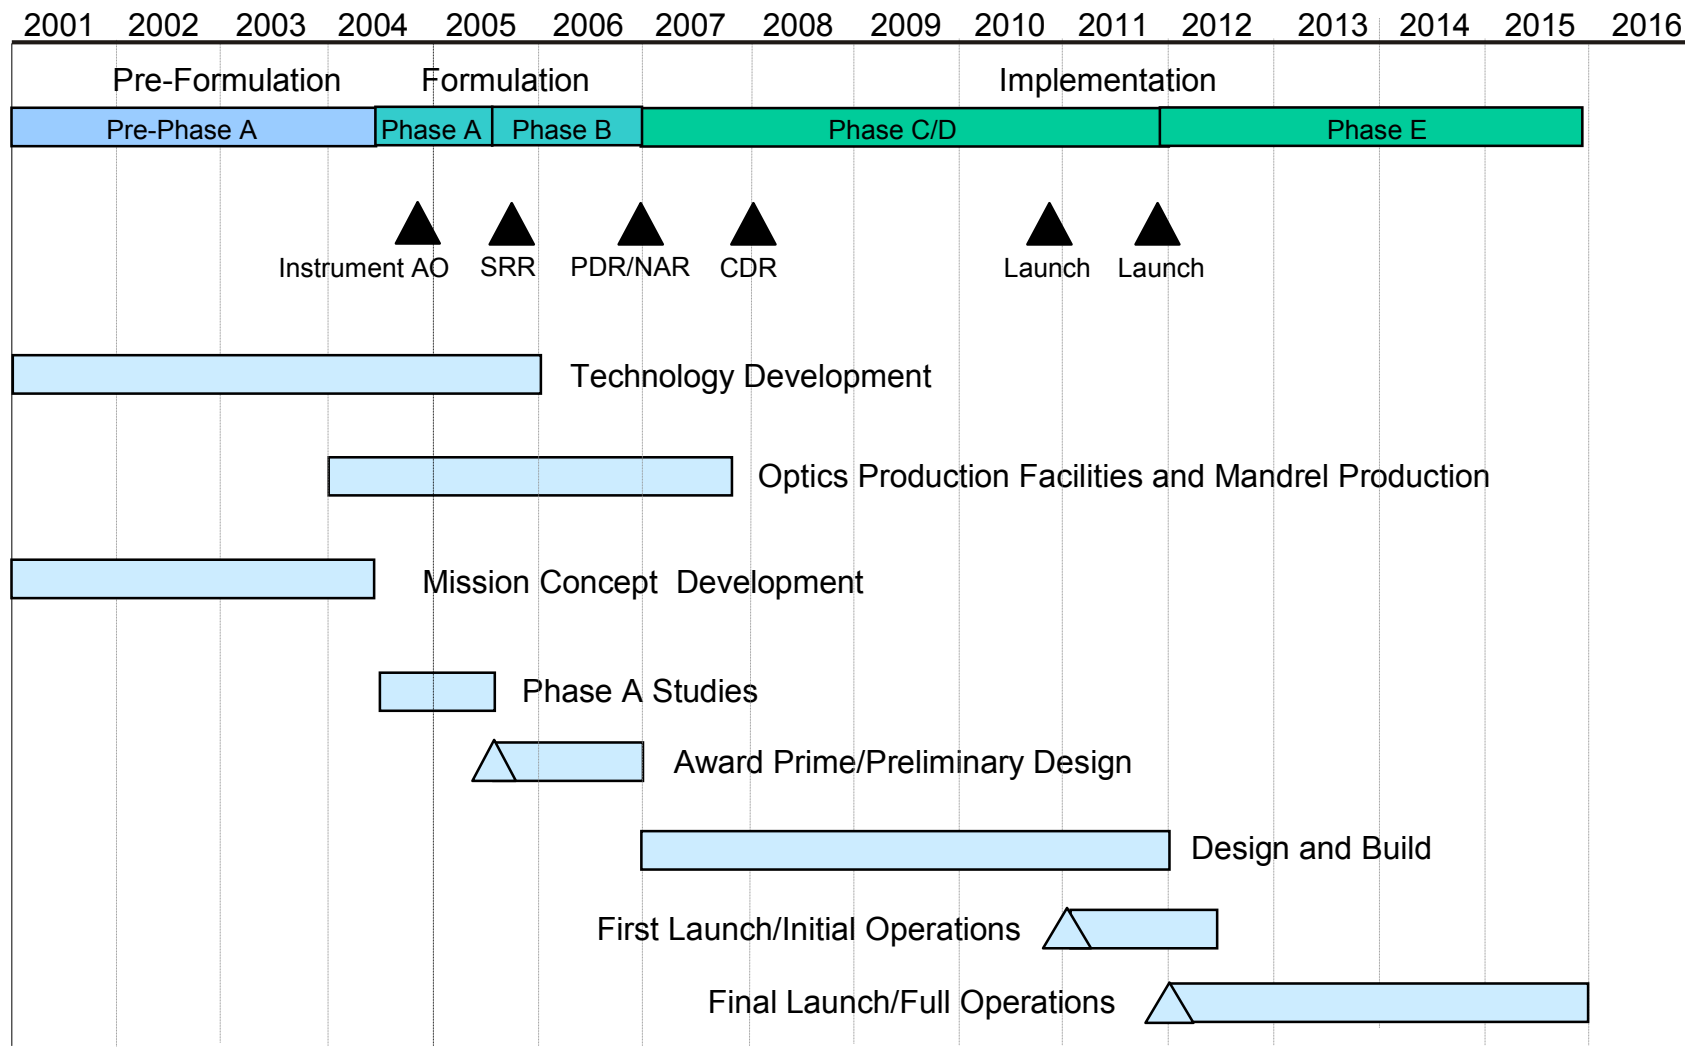 2001 2002 2003 2004 2005 2006 2007 2008 2009 2010 2011 2012 2013 2014 2015 2016
Pre-Formulation Formulation Implementation
Pre-Phase A Phase A Phase B Phase C/D Phase E
Instrument AO SRR PDR/NAR CDR Launch Launch
Technology Development
Optics Production Facilities and Mandrel Production
Mission Concept Development
Phase A Studies
Award Prime/Preliminary Design
Design and Build
First Launch/Initial Operations
Final Launch/Full Operations